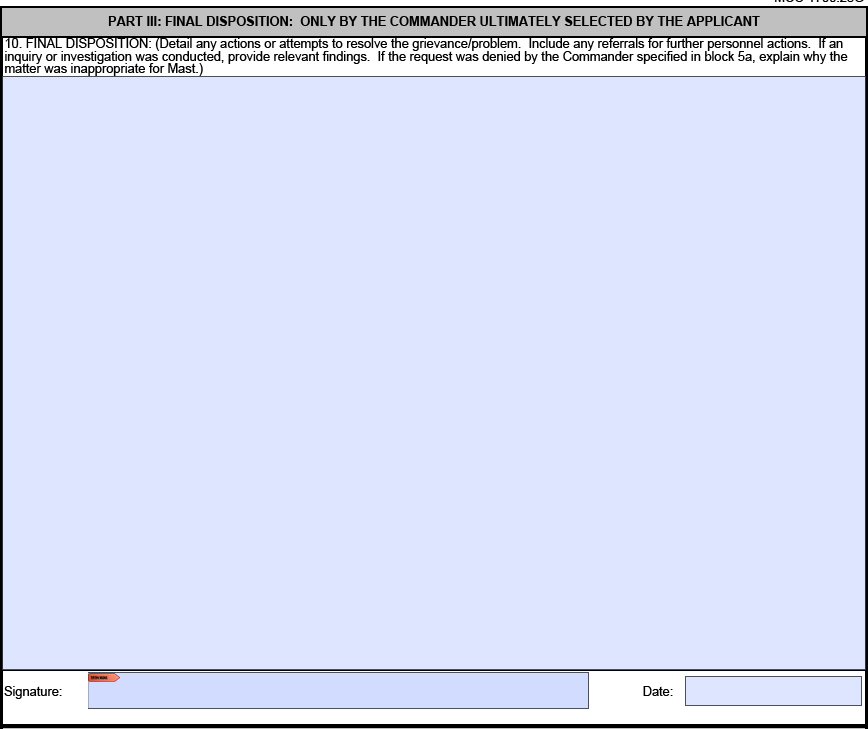 PART III: FINAL DISPOSITION: ONLY BY THE COMMANDER ULTIMATELY SELECTED BY THE APPLICANT
10. FINAL DISPOSITION: (Detail any actions or attempts to resolve the grievance/problem. Include any referrals for further personnel actions. If an
inquiry or investigation was conducted, provide relevant findings. If the request was denied by the Commander specified in block 5a, explain why the
matter was inappropriate for Mast.)
Signature:
Date: